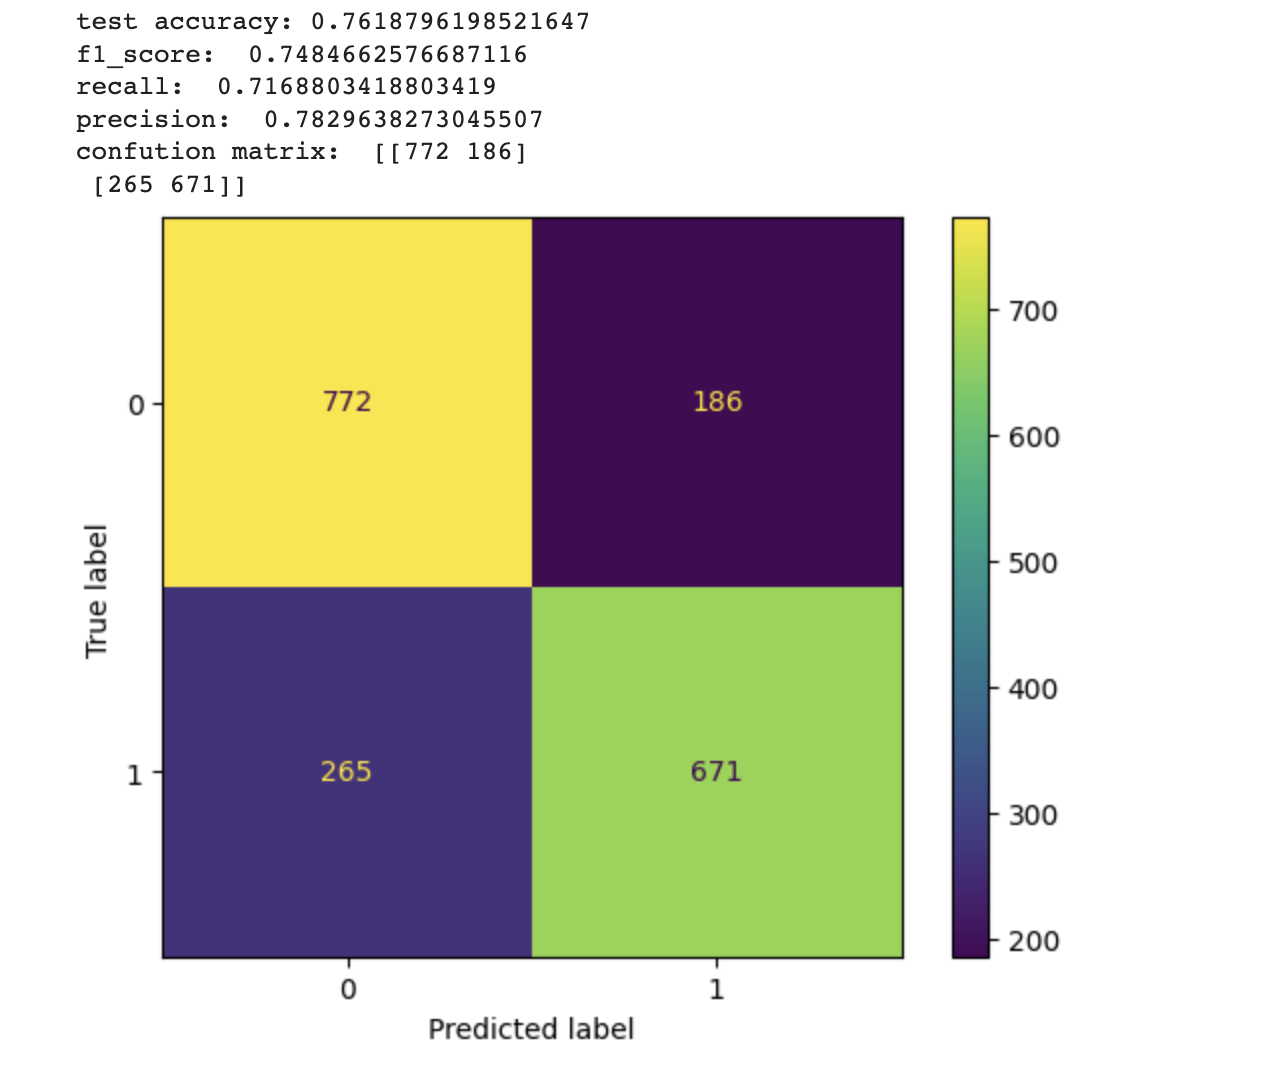 test accuracy: 0.7618796198521647
f1_score:  0.7484662576687116
recall:  0.7168803418803419
precision:  0.7829638273045507
confution matrix:  [[772 186]
 [265 671]]
772
186
265
671
0
1
True label
0
1
Predicted label
700
600
500
400
300
200